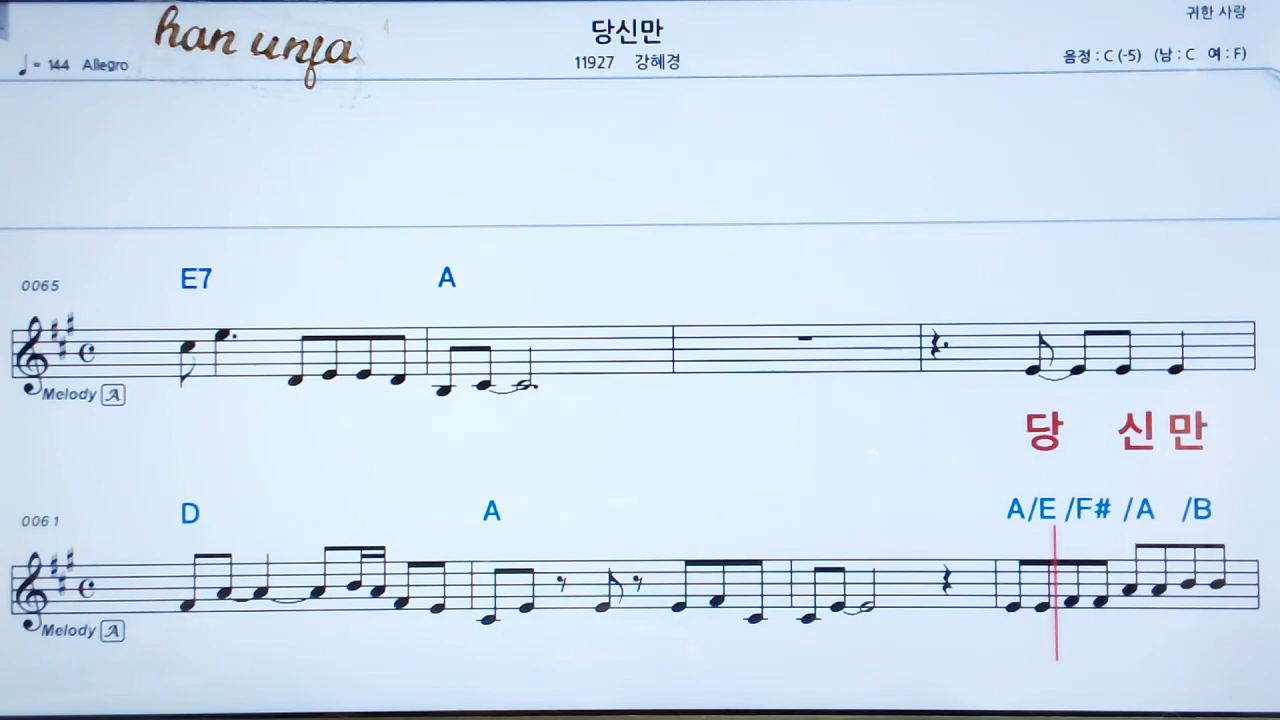 han unfa
당신만
귀한 사랑
♩= 144 Allegro
11927 강혜경
음정 : C (-5) (남 : C 여 : F)
0065
E7 A
Melody A
당 신 만
0061
D A A/E /F# /A /B
Melody A